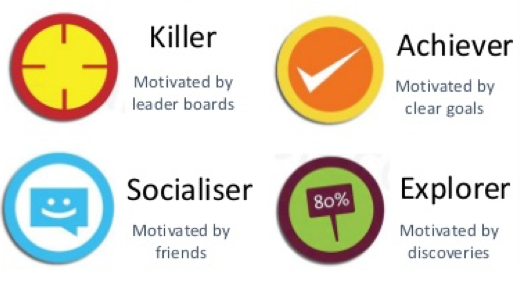 Killer
Motivated by
leader boards
Achiever
Motivated by
clear goals
Socialiser
Motivated by
friends
80%
Explorer
Motivated by
discoveries